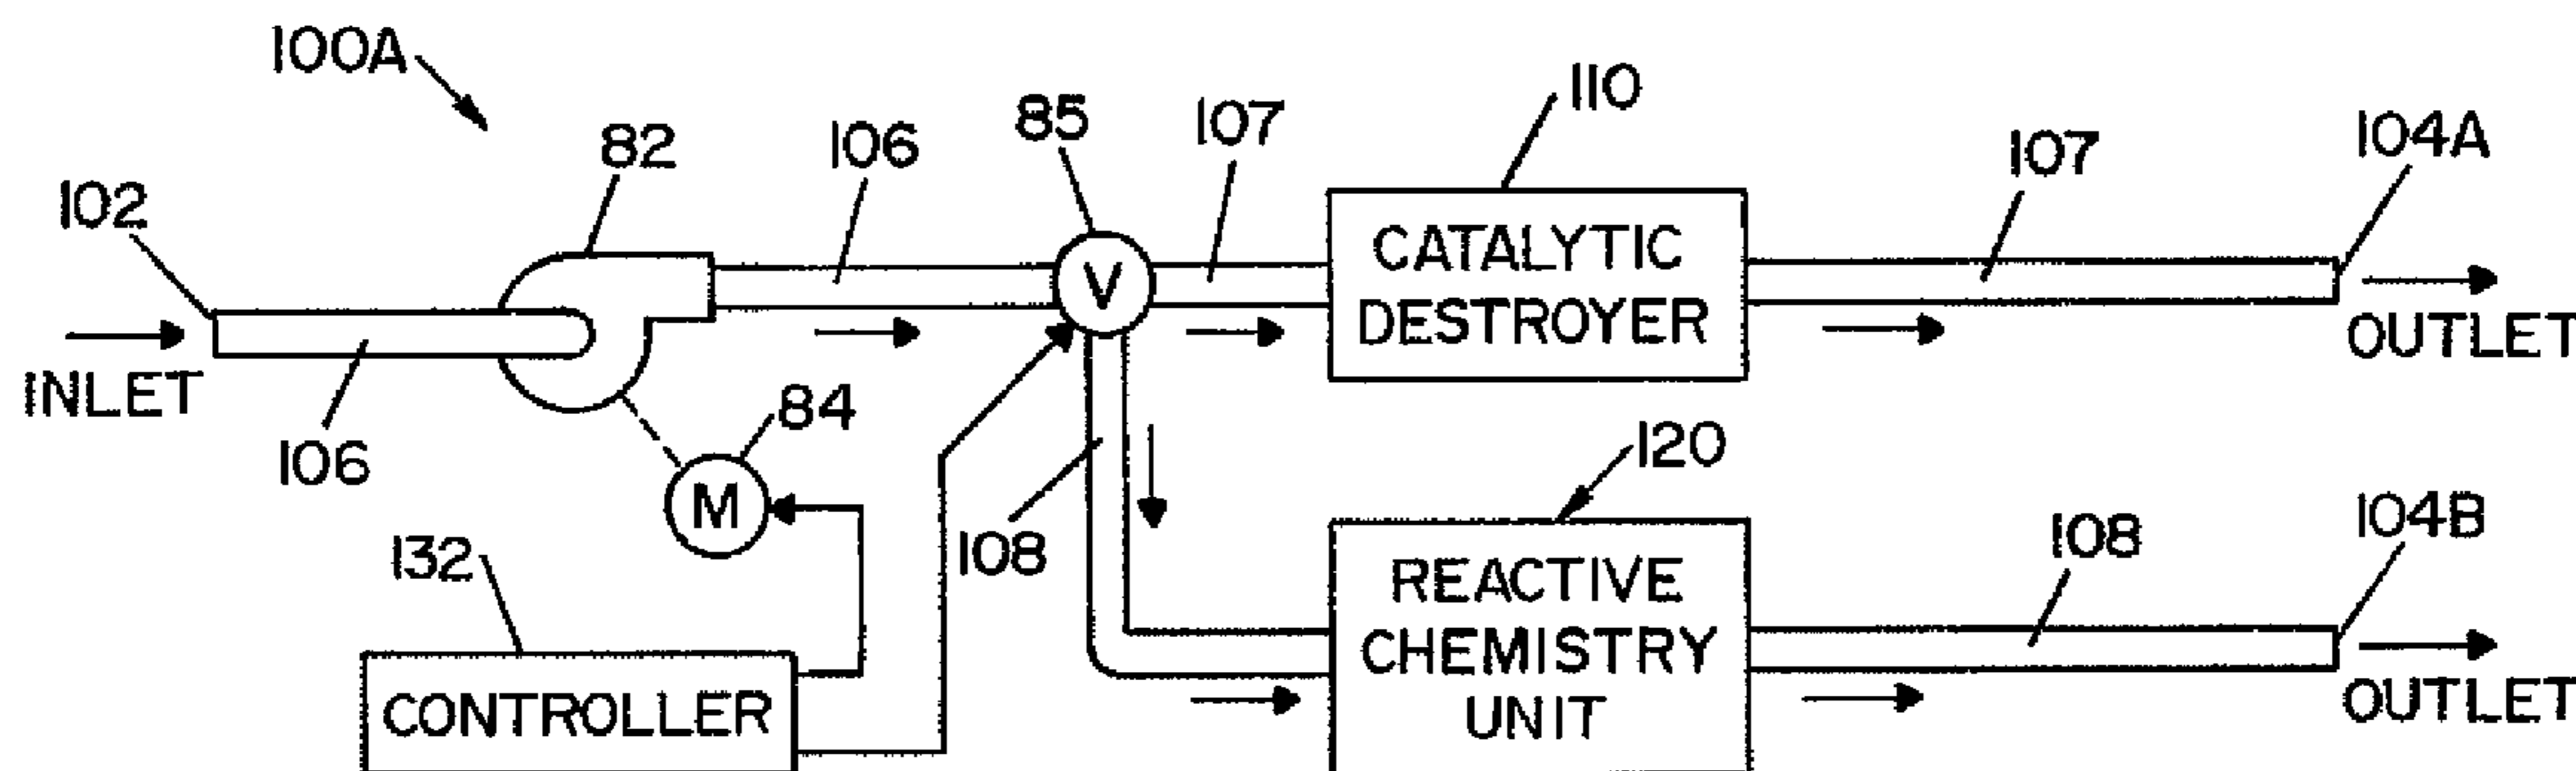 100A
82
106
85
107
110
107
104A
102
CATALYTIC
DESTROYER
V
INLET
106
OUTLET
84
M
108
120
132
CONTROLLER
REACTIVE
CHEMISTRY
UNIT
108
104B
OUTLET